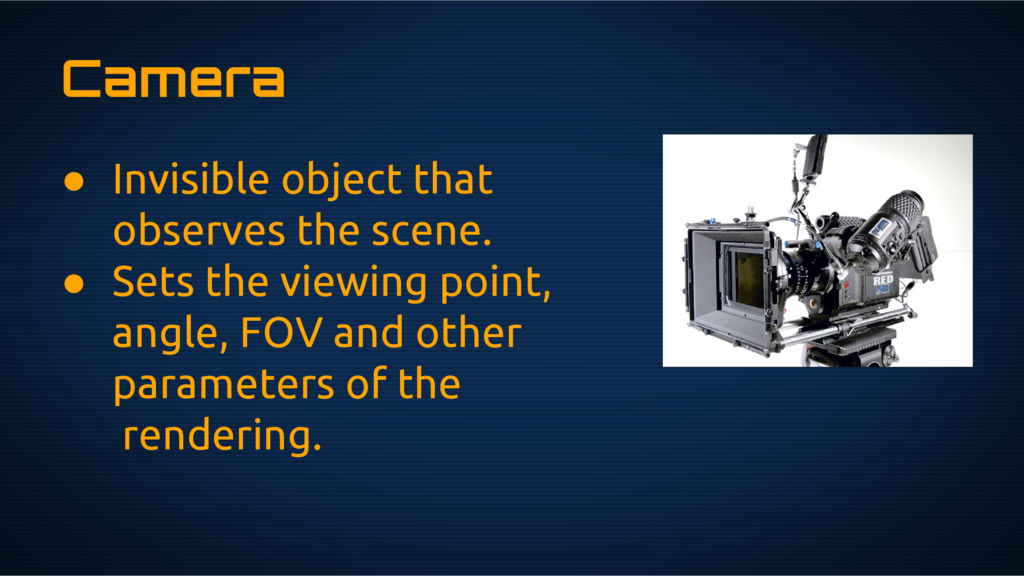 Camera
● Invisible object that
observes the scene.
● Sets the viewing point,
angle, FOV and other
parameters of the
rendering.
RED